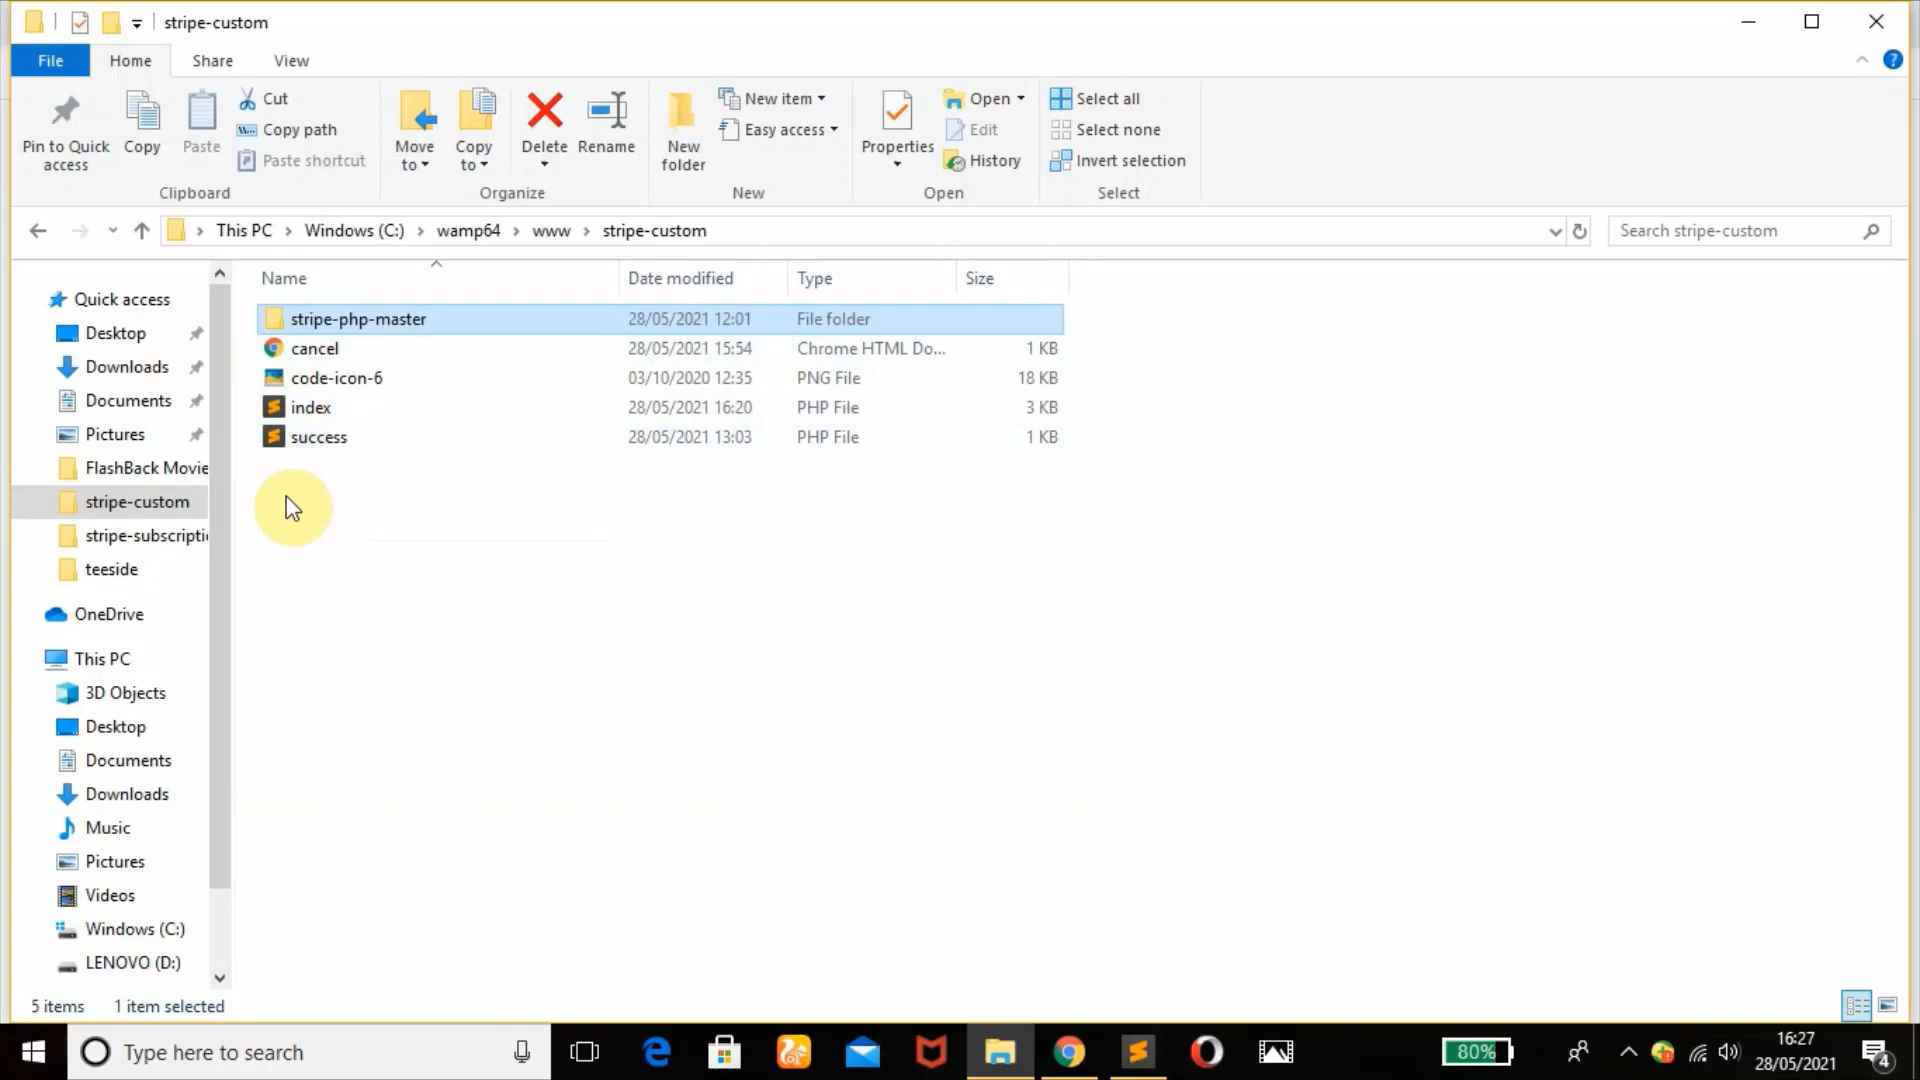 stripe-custom
File Home Share View
Pin to Quick access
Copy
Paste
Cut
Copy path
Paste shortcut
Clipboard
Move to
Copy to
Delete
Rename
Organize
New folder
New item
Easy access
New
Properties
Open
Edit
History
Open
Select all
Select none
Invert selection
Select
This PC > Windows (C:) > wamp64 > www > stripe-custom
Search stripe-custom
Name Date modified Type Size
stripe-php-master 28/05/2021 12:01 File folder
cancel 28/05/2021 15:54 Chrome HTML Do... 1 KB
code-icon-6 03/10/2020 12:35 PNG File 18 KB
index 28/05/2021 16:20 PHP File 3 KB
success 28/05/2021 13:03 PHP File 1 KB
Quick access
Desktop
Downloads
Documents
Pictures
FlashBack Movie
stripe-custom
stripe-subscripti
teeside
OneDrive
This PC
3D Objects
Desktop
Documents
Downloads
Music
Pictures
Videos
Windows (C:)
LENOVO (D:)
5 items 1 item selected
Type here to search
80%
16:27
28/05/2021
4